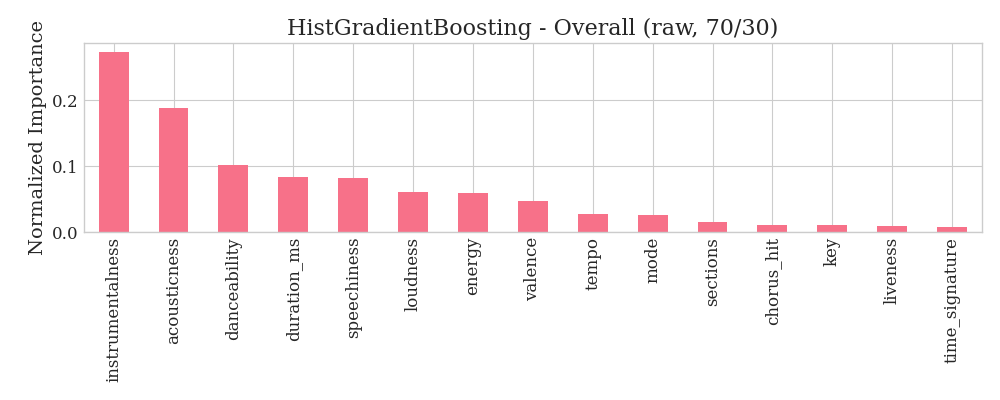 HistGradientBoosting - Overall (raw, 70/30)
Normalized Importance
0.2
0.1
0.0
instrumentalness
acousticness
danceability
duration_ms
speechiness
loudness
energy
valence
tempo
mode
sections
chorus_hit
key
liveness
time_signature